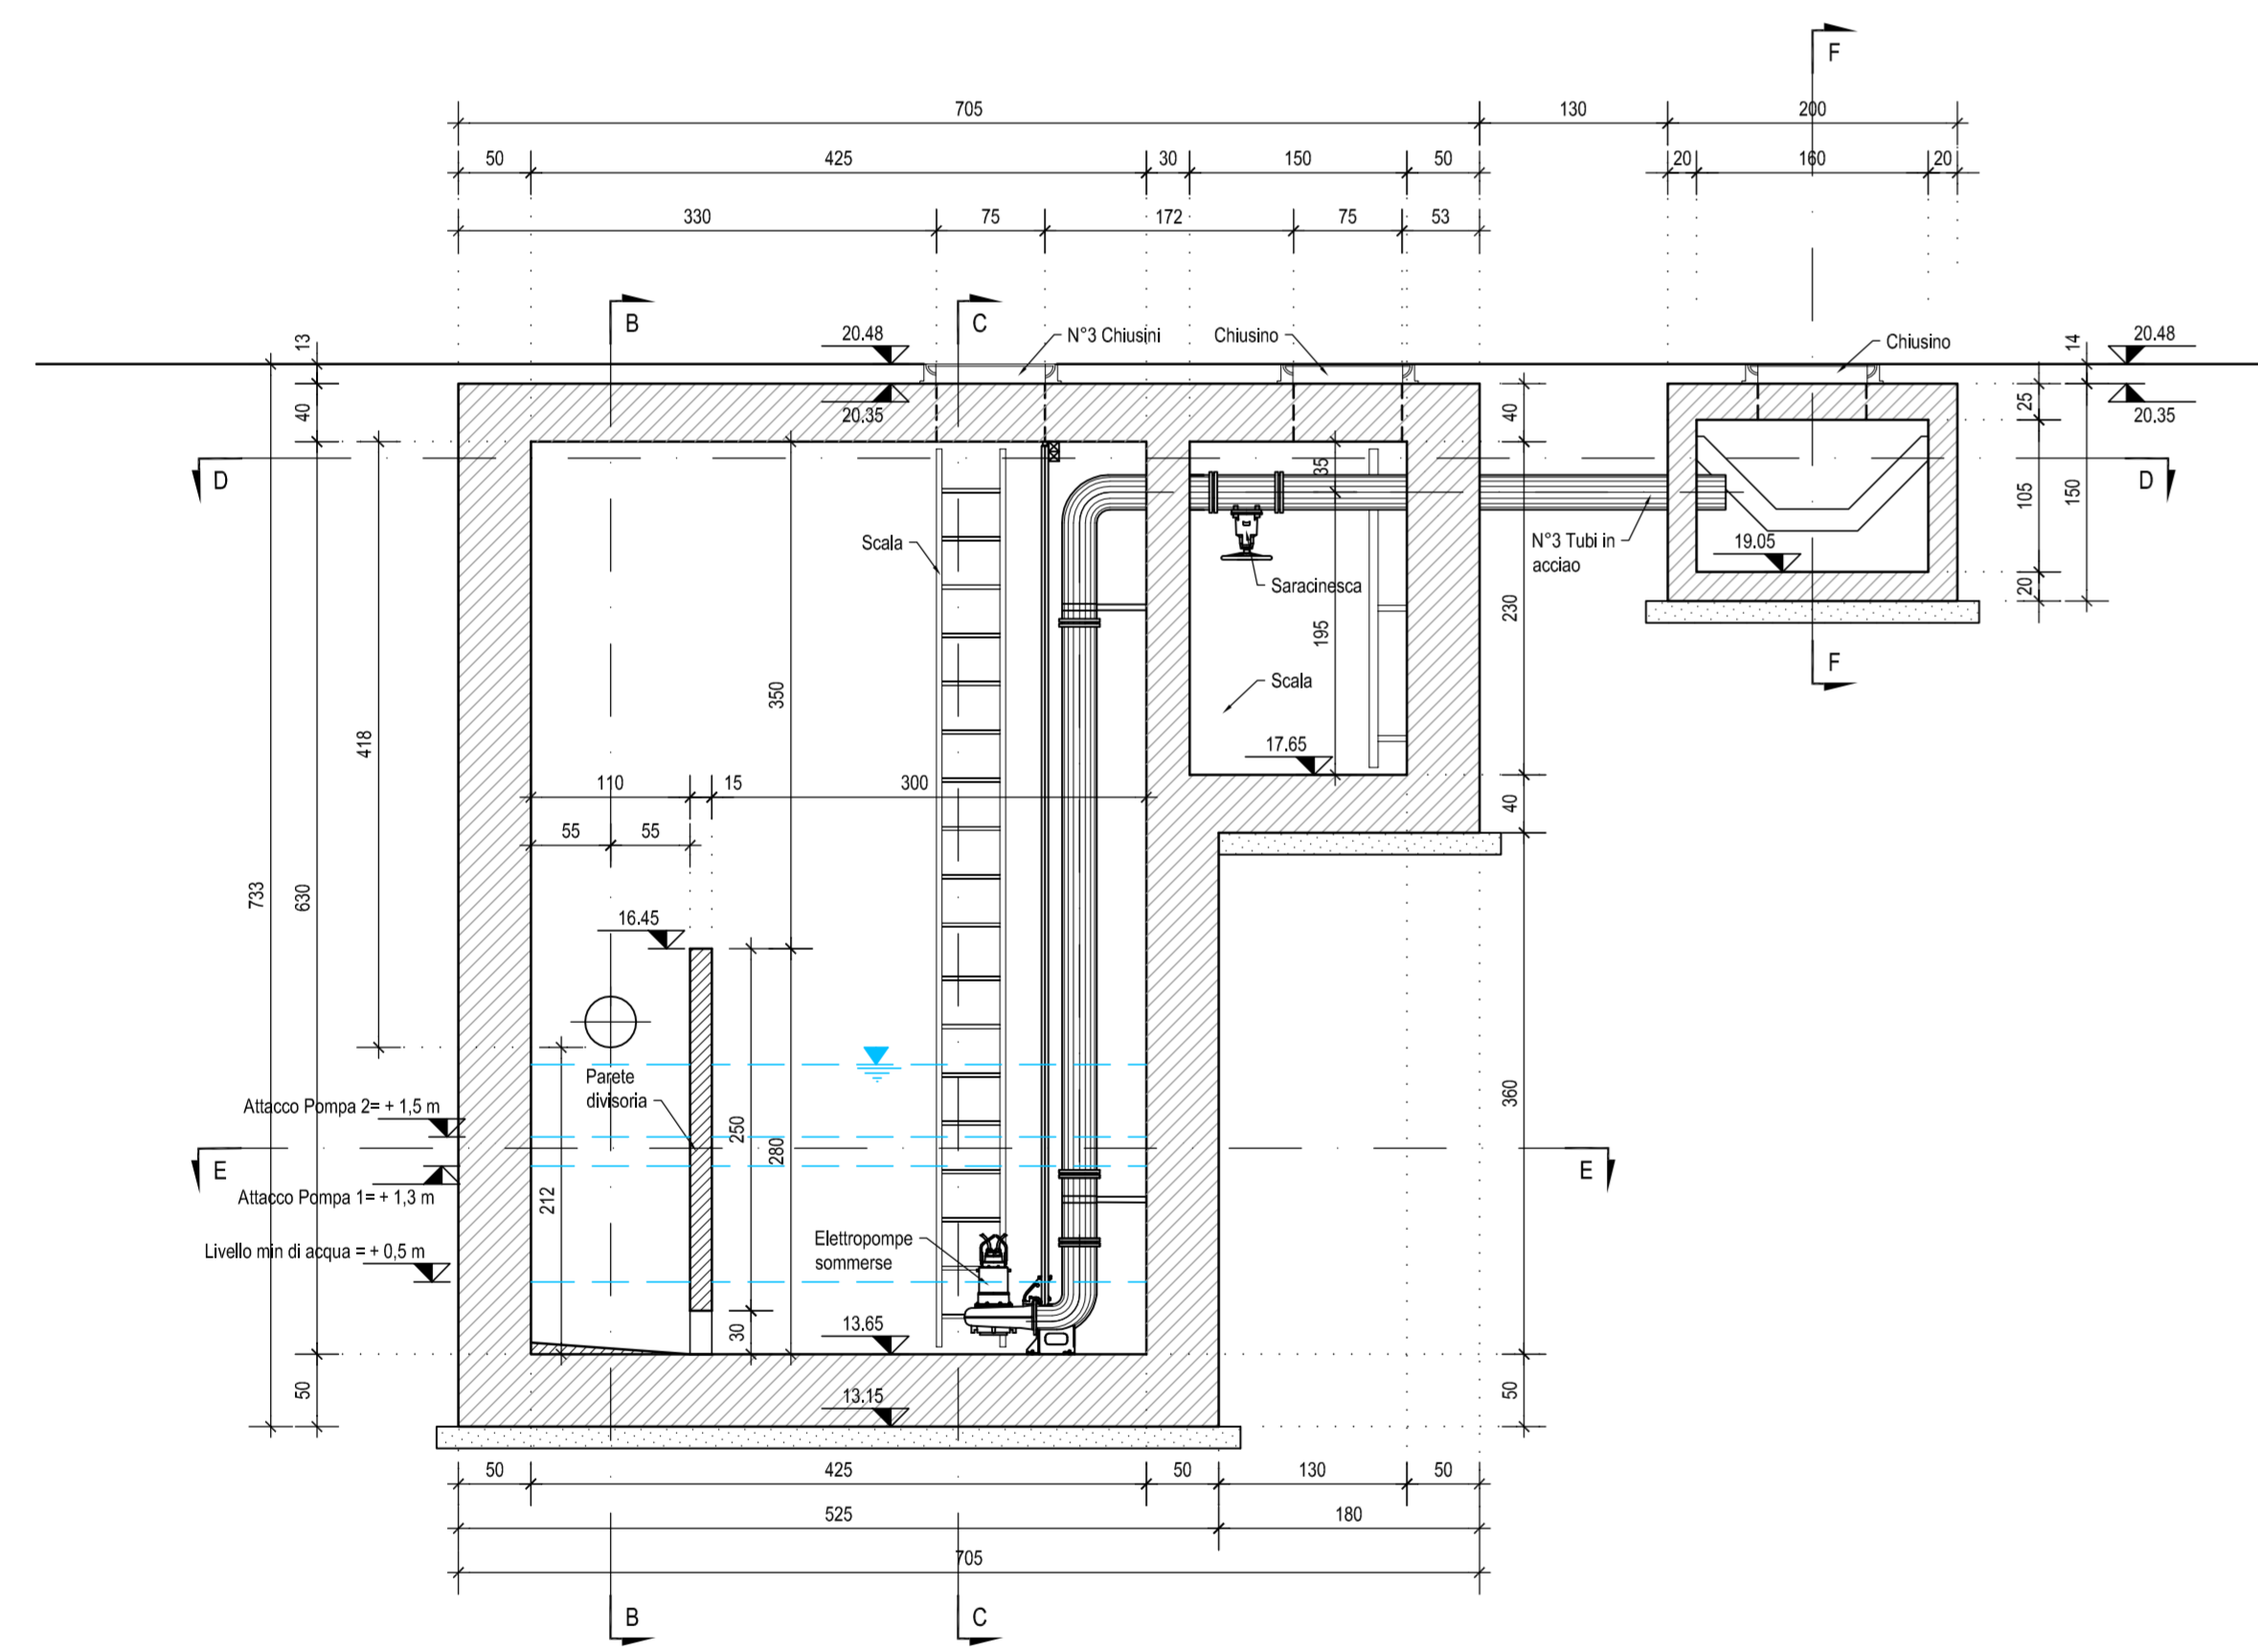 F
705
130
200
50
425
30
150
50
20
160
20
330
75
172
75
53
B
C
20.48
N°3 Chiusini
Chiusino
Chiusino
20.48
13
14
40
20.35
40
25
20.35
D
35
D
Scala
N°3 Tubi in
acciao
19.05
105
150
Saracinesca
20
230
195
F
Scala
350
418
17.65
110
15
300
40
55
55
733
630
16.45
Parete
divisoria
Attacco Pompa 2= + 1,5 m
250
280
360
E
E
Attacco Pompa 1= + 1,3 m
212
Livello min di acqua = + 0,5 m
Elettropompe
sommerse
30
13.65
50
13.15
50
50
425
50
130
50
525
180
705
B
C